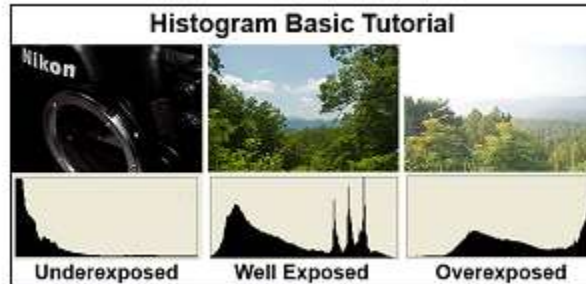 Histogram Basic Tutorial
Nikon
Underexposed Well Exposed Overexposed